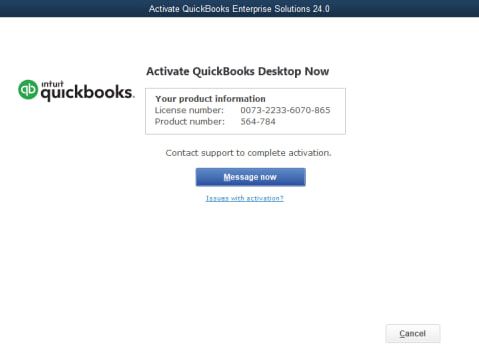 Activate QuickBooks Enterprise Solutions 24.0
Activate QuickBooks Desktop Now
intuit
quickbooks.
Your product information
License number: 0073-2233-6070-865
Product number: 564-784
Contact support to complete activation.
Message now
Issues with activation?
Cancel